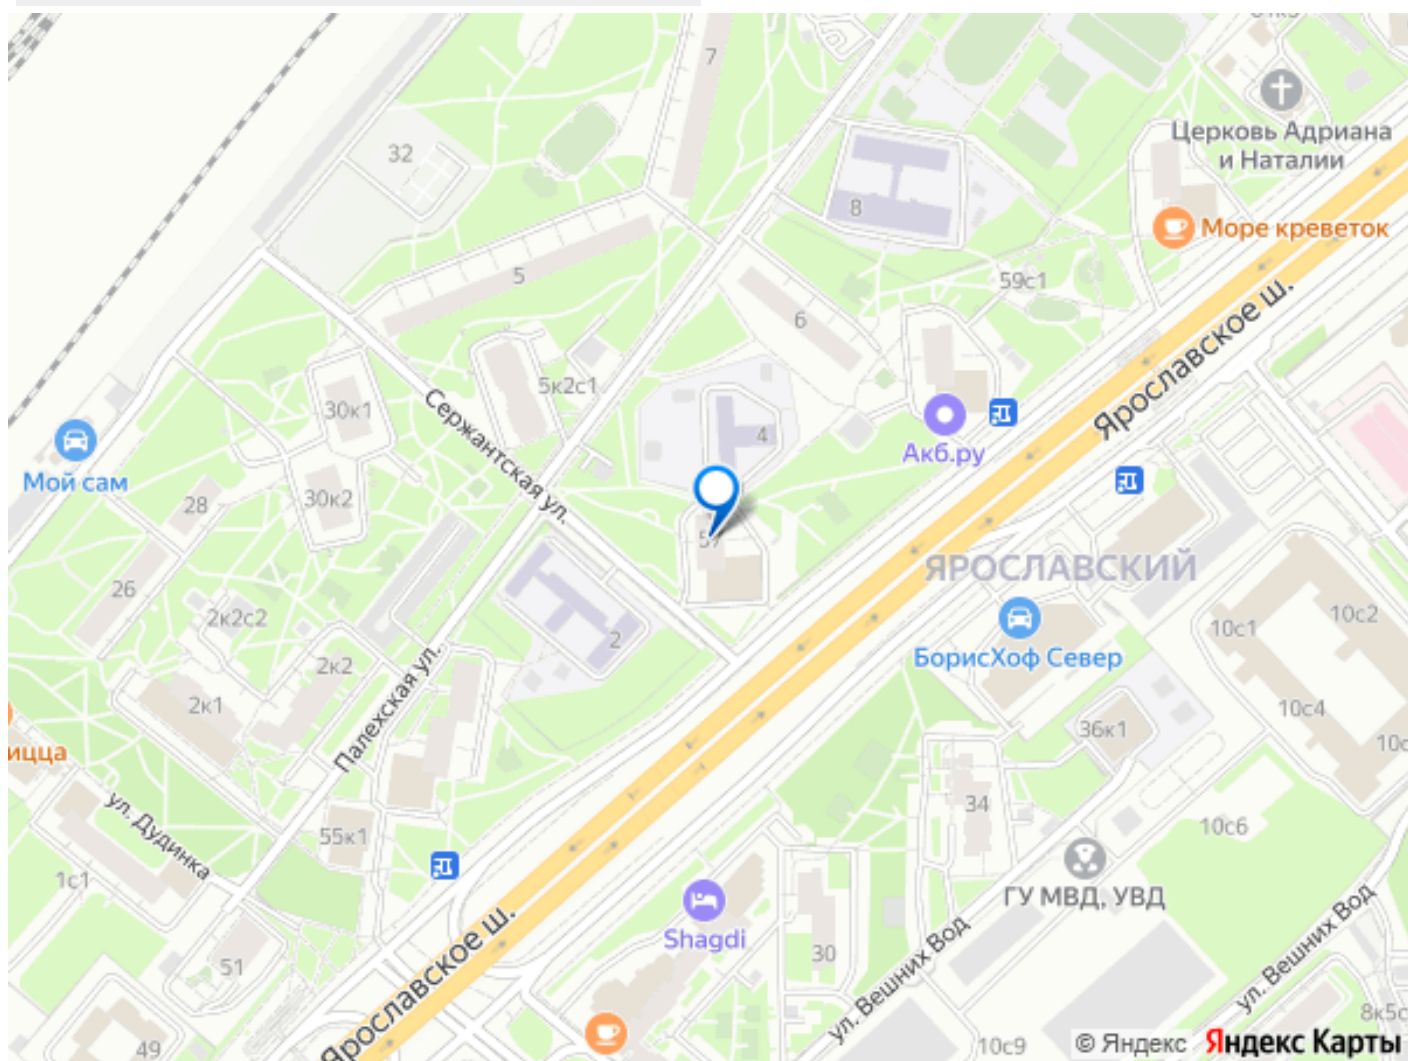 7
Церковь Адриана
и Наталии
32
8
Море креветок
5
59с1
6
Ярославское ш.
5к2с1
30к1
Сержантская ул.
4
Акб.ру
Мой сам
30к2
28
57
ЯРОСЛАВСКИЙ
26
2к2с2
2
10с1
10с2
БорисХоф Север
2к2
2к1
10с4
Палехская ул.
36к1
ицца
34
ул. Дудинка
55к1
10с6
1с1
ГУ МВД, УВД
Shagdi
30
51
Ярославское ш.
ул. Вешних Вод
ул. Вешних Вод
49
10с9
© Яндекс Яндекс Карты